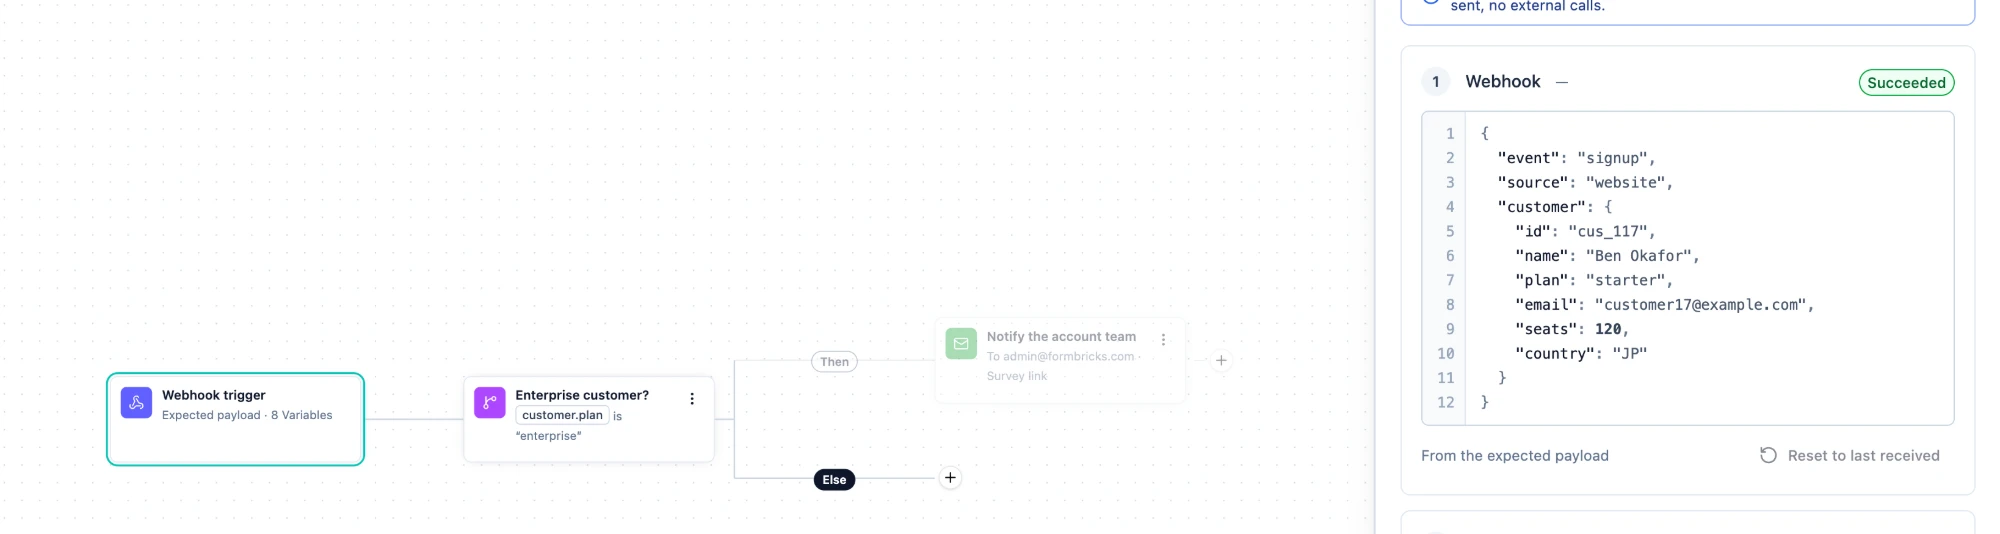 sent, no external calls.
1 Webhook —
Succeeded
1 {
2 "event": "signup",
3 "source": "website",
4 "customer": {
5 "id": "cus_117",
6 "name": "Ben Okafor",
7 "plan": "starter",
8 "email": "customer17@example.com",
9 "seats": 120,
10 "country": "JP"
11 }
12 }
From the expected payload
Reset to last received
Webhook trigger
Expected payload · 8 Variables
Enterprise customer?
customer.plan is
“enterprise”
Then
Else
Notify the account team
To admin@formbricks.com ·
Survey link